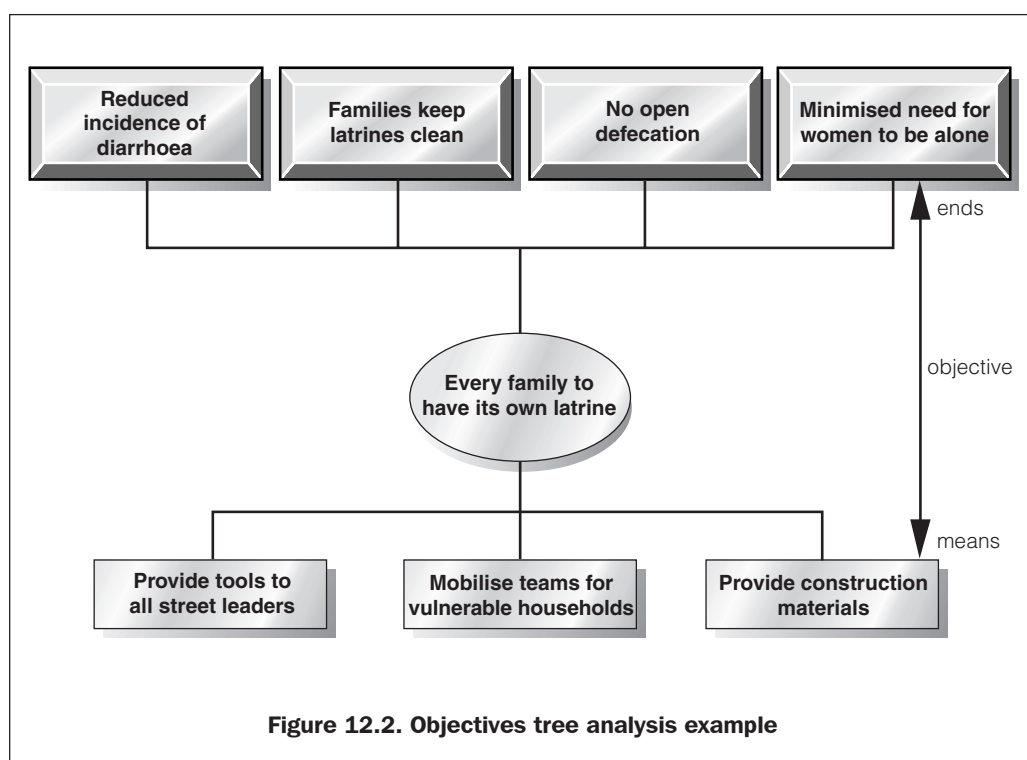 Reduced
incidence of
diarrhoea
Families keep
latrines clean
No open
defecation
Minimised need for
women to be alone
ends
Every family to
have its own latrine
objective
means
Provide tools to
all street leaders
Mobilise teams for
vulnerable households
Provide construction
materials
Figure 12.2. Objectives tree analysis example